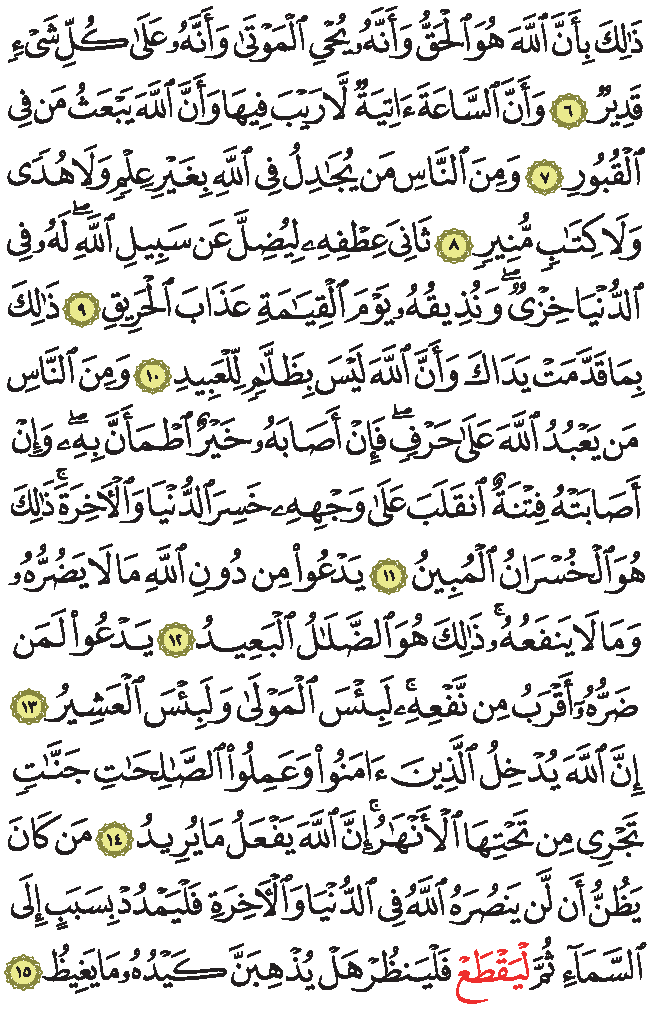 ذَٰلِكَ بِأَنَّ ٱللَّهَ هُوَ ٱلْحَقُّ وَأَنَّهُۥ يُحْىِ ٱلْمَوْتَىٰ وَأَنَّهُۥ عَلَىٰ كُلِّ شَىْءٍ
قَدِيرٌ ٦ وَأَنَّ ٱلسَّاعَةَ ءَاتِيَةٌ لَّا رَيْبَ فِيهَا وَأَنَّ ٱللَّهَ يَبْعَثُ مَن فِى
ٱلْقُبُورِ ٧ وَمِنَ ٱلنَّاسِ مَن يُجَٰدِلُ فِى ٱللَّهِ بِغَيْرِ عِلْمٍ وَلَا هُدًى
وَلَا كِتَٰبٍ مُّنِيرٍ ٨ ثَانِىَ عِطْفِهِۦ لِيُضِلَّ عَن سَبِيلِ ٱللَّهِ ۖ لَهُۥ فِى
ٱلدُّنْيَا خِزْىٌ ۖ وَنُذِيقُهُۥ يَوْمَ ٱلْقِيَٰمَةِ عَذَابَ ٱلْحَرِيقِ ٩ ذَٰلِكَ
بِمَا قَدَّمَتْ يَدَاكَ وَأَنَّ ٱللَّهَ لَيْسَ بِظَلَّٰمٍ لِّلْعَبِيدِ ١٠ وَمِنَ ٱلنَّاسِ
مَن يَعْبُدُ ٱللَّهَ عَلَىٰ حَرْفٍ ۖ فَإِنْ أَصَابَهُۥ خَيْرٌ ٱطْمَأَنَّ بِهِۦ ۖ وَإِنْ
أَصَابَتْهُ فِتْنَةٌ ٱنقَلَبَ عَلَىٰ وَجْهِهِۦ خَسِرَ ٱلدُّنْيَا وَٱلْءَاخِرَةَ ۚ ذَٰلِكَ
هُوَ ٱلْخُسْرَانُ ٱلْمُبِينُ ١١ يَدْعُوا۟ مِن دُونِ ٱللَّهِ مَا لَا يَضُرُّهُۥ
وَمَا لَا يَنفَعُهُۥ ۚ ذَٰلِكَ هُوَ ٱلضَّلَٰلُ ٱلْبَعِيدُ ١٢ يَدْعُوا۟ لَمَن
ضَرُّهُۥٓ أَقْرَبُ مِن نَّفْعِهِۦ ۚ لَبِئْسَ ٱلْمَوْلَىٰ وَلَبِئْسَ ٱلْعَشِيرُ ١٣
إِنَّ ٱللَّهَ يُدْخِلُ ٱلَّذِينَ ءَامَنُوا۟ وَعَمِلُوا۟ ٱلصَّٰلِحَٰتِ جَنَّٰتٍ
تَجْرِى مِن تَحْتِهَا ٱلْأَنْهَٰرُ ۚ إِنَّ ٱللَّهَ يَفْعَلُ مَا يُرِيدُ ١٤ مَن كَانَ
يَظُنُّ أَن لَّن يَنصُرَهُ ٱللَّهُ فِى ٱلدُّنْيَا وَٱلْءَاخِرَةِ فَلْيَمْدُدْ بِسَبَبٍ إِلَى
ٱلسَّمَآءِ ثُمَّ لْيَقْطَعْ فَلْيَنظُرْ هَلْ يُذْهِبَنَّ كَيْدُهُۥ مَا يَغِيظُ ١٥